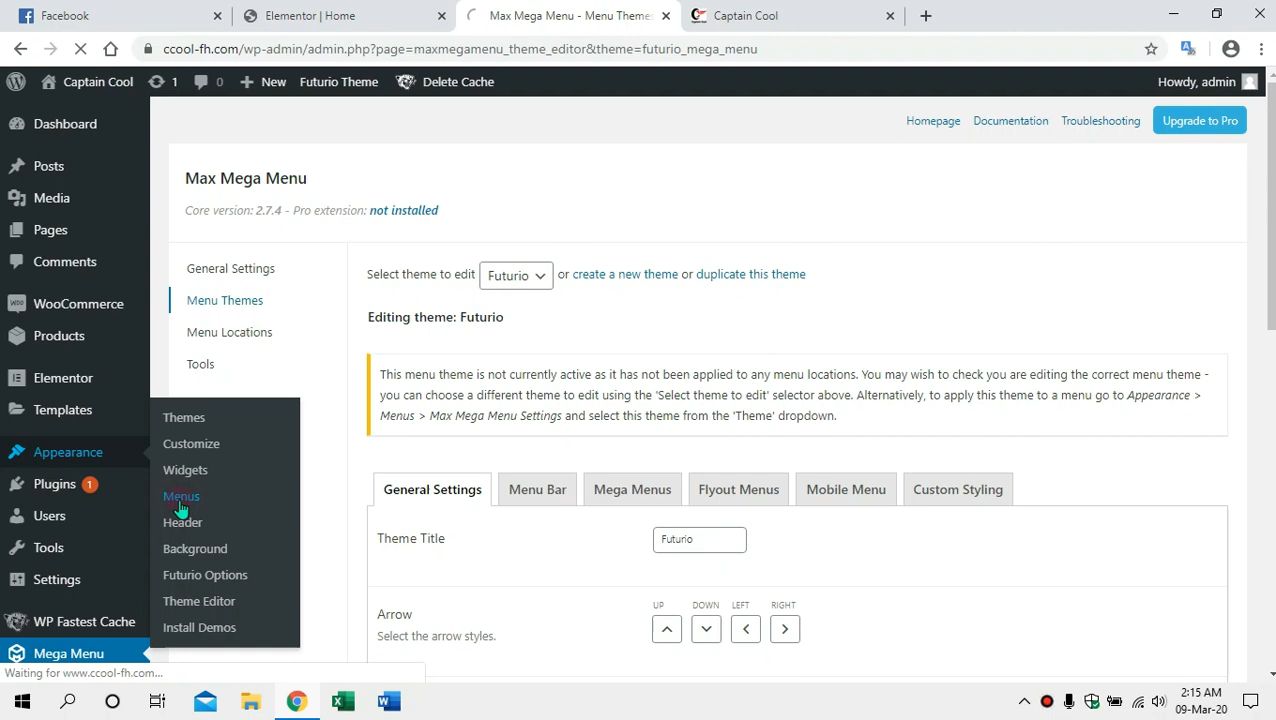 Facebook
Elementor | Home
Max Mega Menu - Menu Themes
Captain Cool
ccool-fh.com/wp-admin/admin.php?page=maxmegamenu_theme_editor&theme=futurio_mega_menu
Captain Cool 1 0 New Futurio Theme Delete Cache Howdy, admin
Dashboard
Posts
Media
Pages
Comments
WooCommerce
Products
Elementor
Templates
Appearance
Plugins 1
Users
Tools
Settings
WP Fastest Cache
Mega Menu
Themes
Customize
Widgets
Menus
Header
Background
Futurio Options
Theme Editor
Install Demos
Homepage Documentation Troubleshooting Upgrade to Pro
Max Mega Menu
Core version: 2.7.4 - Pro extension: not installed
General Settings
Menu Themes
Menu Locations
Tools
Select theme to edit Futurio or create a new theme or duplicate this theme
Editing theme: Futurio
This menu theme is not currently active as it has not been applied to any menu locations. You may wish to check you are editing the correct menu theme -
you can choose a different theme to edit using the 'Select theme to edit' selector above. Alternatively, to apply this theme to a menu go to Appearance >
Menus > Max Mega Menu Settings and select this theme from the 'Theme' dropdown.
General Settings Menu Bar Mega Menus Flyout Menus Mobile Menu Custom Styling
Theme Title Futurio
UP DOWN LEFT RIGHT
Arrow
Select the arrow styles.
Waiting for www.ccool-fh.com...
2:15 AM
09-Mar-20